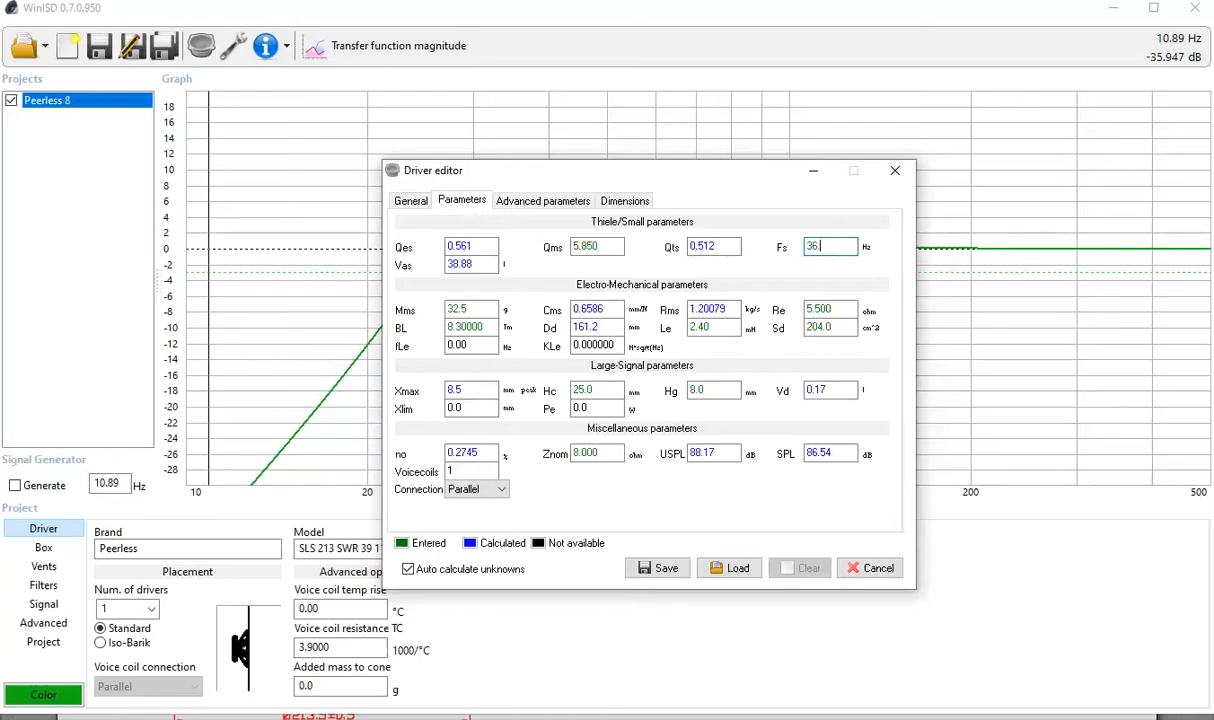 WinISD 0.7.0.950
Transfer function magnitude
10.89 Hz
-35.947 dB
Projects
Graph
Peerless 8
18
16
14
12
10
8
6
4
2
0
-2
-4
-6
-8
-10
-12
-14
-16
-18
-20
-22
-24
-26
-28
10 20 200 500
Signal Generator
Generate 10.89 Hz
Project
Driver
Box
Vents
Filters
Signal
Advanced
Project
Color
Brand
Peerless
Placement
Num. of drivers
1
Standard
Iso-Barik
Voice coil connection
Parallel
Model
SLS 213 SWR 39 11
Advanced op
Voice coil temp rise
0.00 °C
Voice coil resistance TC
3.9000 1000/°C
Added mass to cone
0.0 g
Driver editor
General Parameters Advanced parameters Dimensions
Thiele/Small parameters
Qes 0.561 Qms 5.850 Qts 0.512 Fs 36. Hz
Vas 38.88 l
Electro-Mechanical parameters
Mms 32.5 g Cms 0.6586 mm/N Rms 1.20079 kg/s Re 5.500 ohm
BL 8.30000 Tm Dd 161.2 mm Le 2.40 mH Sd 204.0 cm^2
fLe 0.00 Hz KLe 0.000000 H*sqrt(Hz)
Large-Signal parameters
Xmax 8.5 mm peak Hc 25.0 mm Hg 8.0 mm Vd 0.17 l
Xlim 0.0 mm Pe 0.0 W
Miscellaneous parameters
no 0.2745 % Znom 8.000 ohm USPL 88.17 dB SPL 86.54 dB
Voicecoils 1
Connection Parallel
Entered Calculated Not available
Auto calculate unknowns
Save Load Clear Cancel